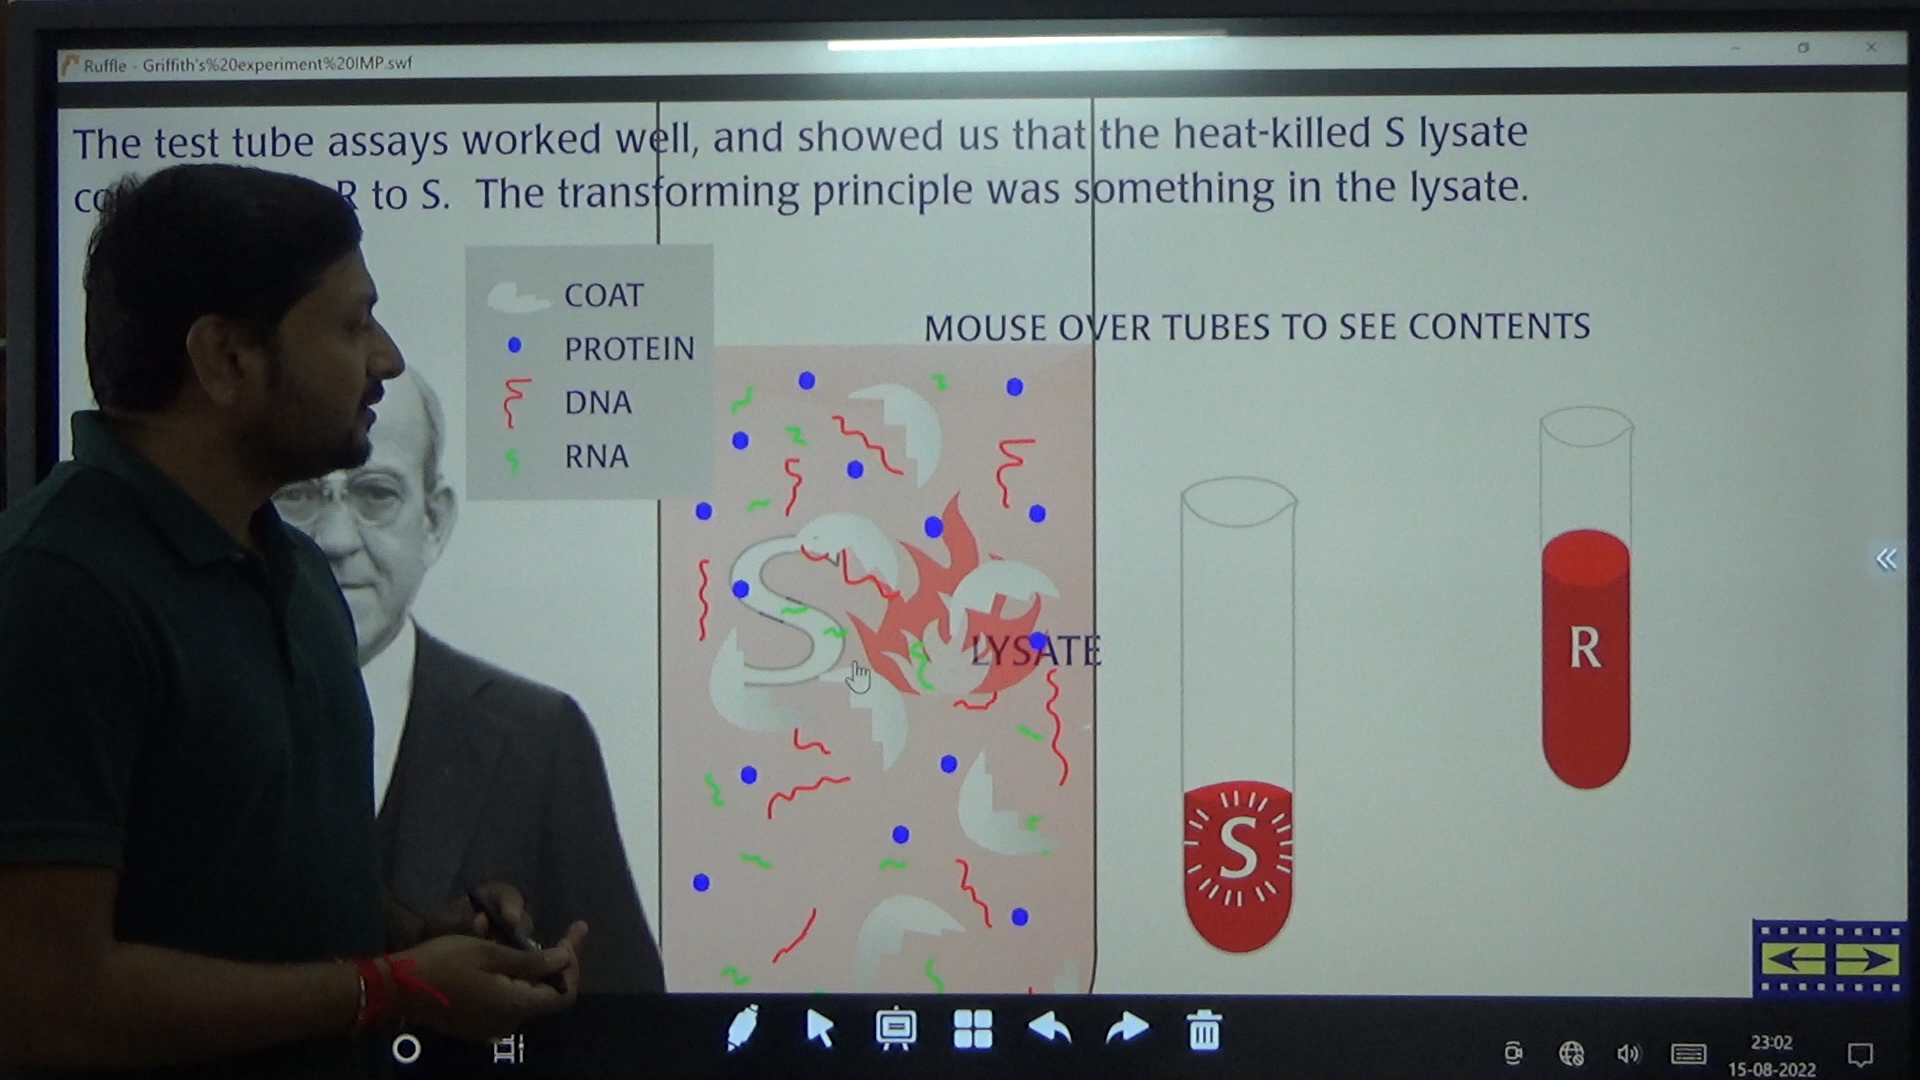 Ruffle - Griffith's%20experiment%20IMP.swf
The test tube assays worked well, and showed us that the heat-killed S lysate
R to S. The transforming principle was something in the lysate.
COAT
PROTEIN
DNA
RNA
MOUSE OVER TUBES TO SEE CONTENTS
S
LYSATE
S
R
23:02
15-08-2022